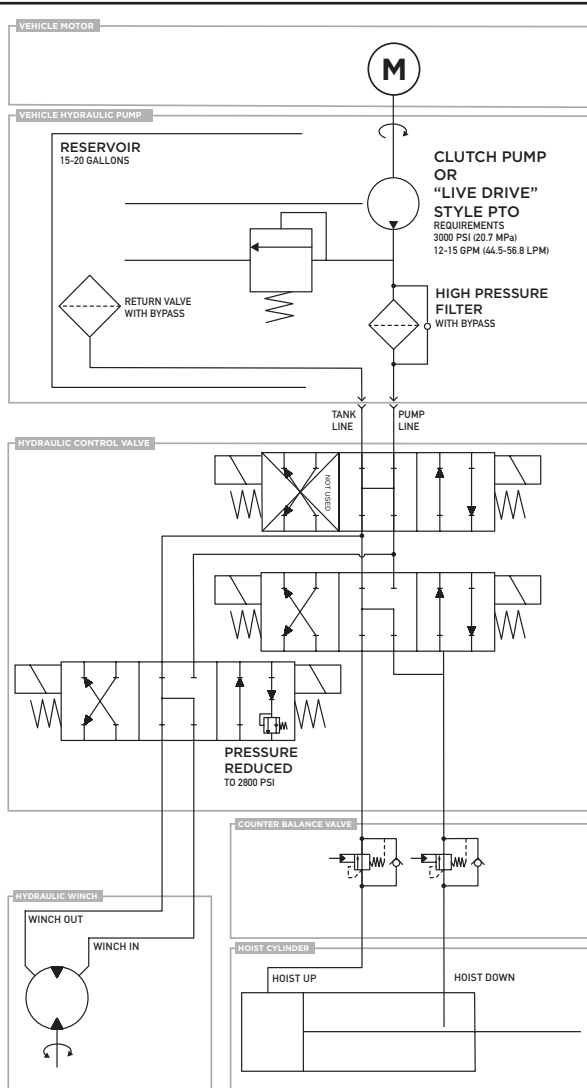 VEHICLE MOTOR
M
VEHICLE HYDRAULIC PUMP
RESERVOIR
15-20 GALLONS
CLUTCH PUMP
OR
“LIVE DRIVE”
STYLE PTO
REQUIREMENTS
3000 PSI (20.7 MPa)
12-15 GPM (44.5-56.8 LPM)
RETURN VALVE
WITH BYPASS
HIGH PRESSURE
FILTER
WITH BYPASS
TANK
LINE
PUMP
LINE
HYDRAULIC CONTROL VALVE
NOT USED
PRESSURE
REDUCED
TO 2800 PSI
COUNTER BALANCE VALVE
HYDRAULIC WINCH
WINCH OUT
WINCH IN
HOIST CYLINDER
HOIST UP
HOIST DOWN